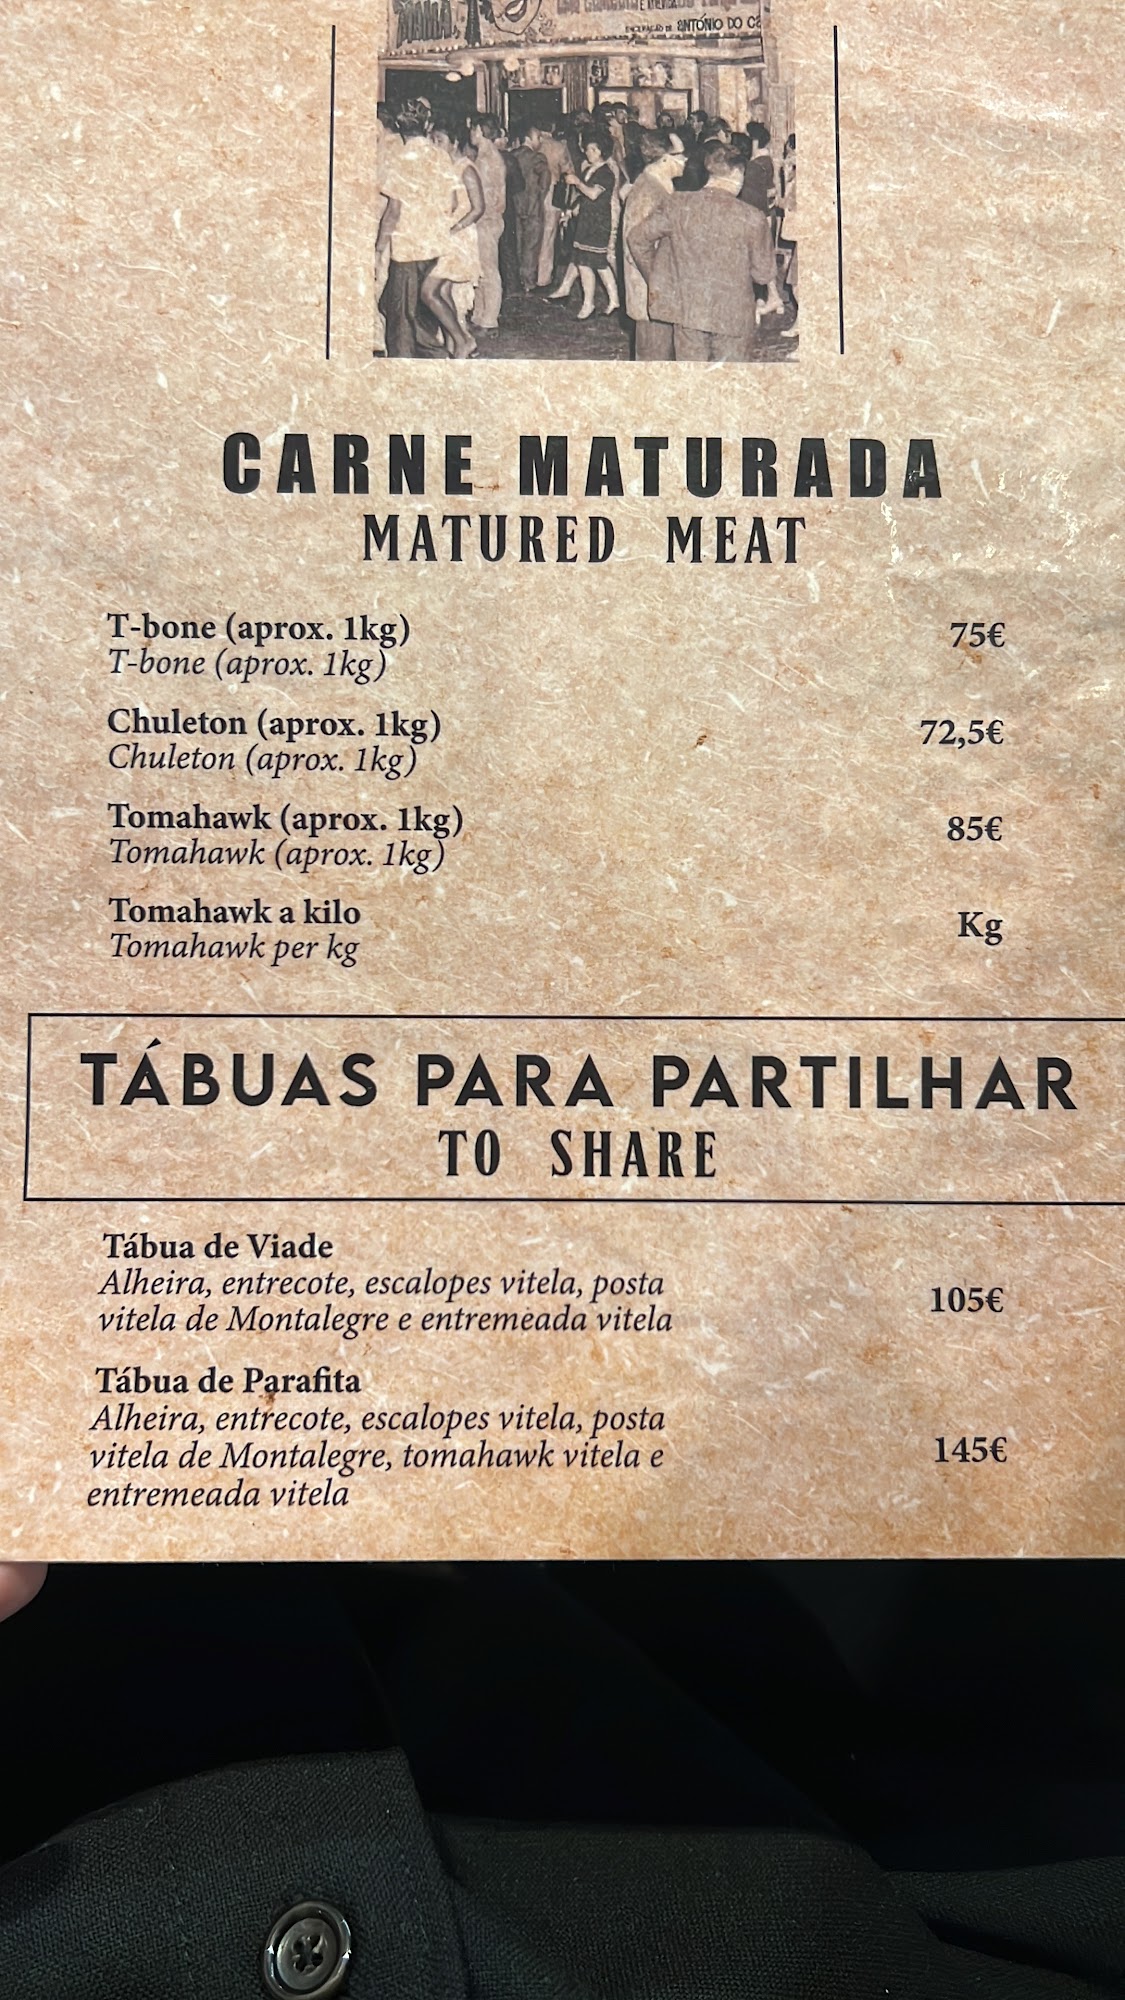 ANTÓNIO DO
CARNE MATURADA
MATURED MEAT
T-bone (aprox. 1kg) 75€
T-bone (aprox. 1kg)
Chuleton (aprox. 1kg) 72,5€
Chuleton (aprox. 1kg)
Tomahawk (aprox. 1kg) 85€
Tomahawk (aprox. 1kg)
Tomahawk a kilo Kg
Tomahawk per kg
TÁBUAS PARA PARTILHAR
TO SHARE
Tábua de Viade
Alheira, entrecote, escalopes vitela, posta 105€
vitela de Montalegre e entremeada vitela
Tábua de Parafita
Alheira, entrecote, escalopes vitela, posta
vitela de Montalegre, tomahawk vitela e 145€
entremeada vitela